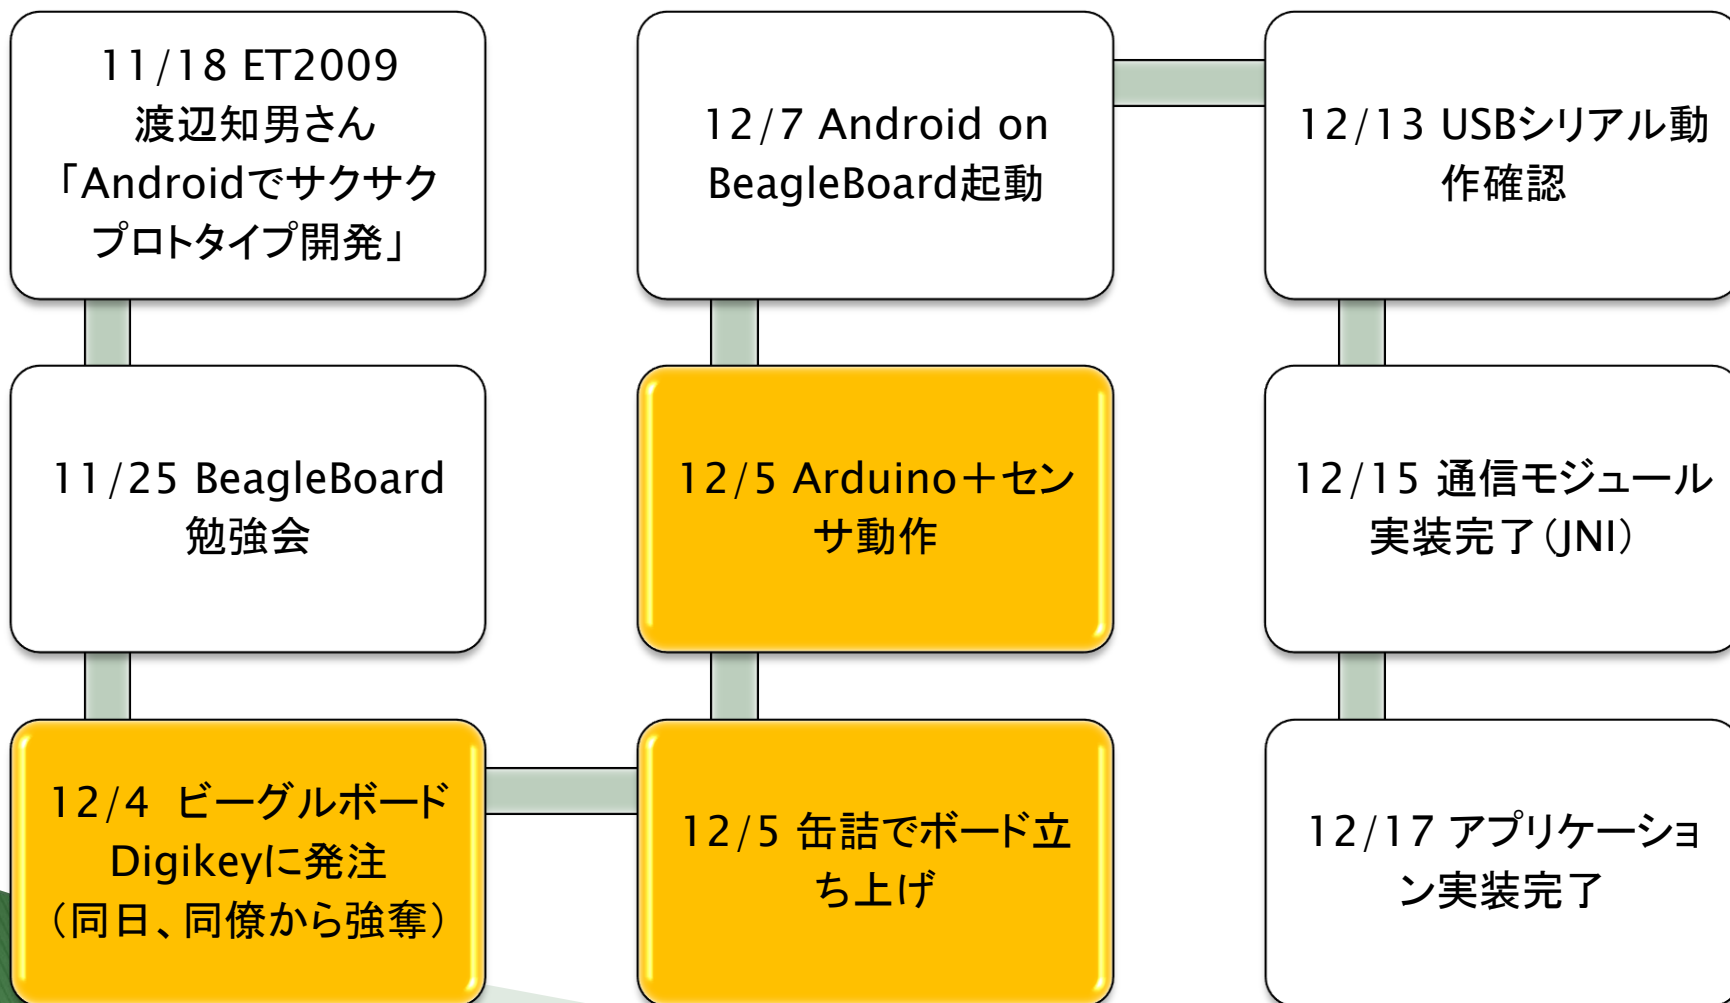 11/18 ET2009
渡辺知男さん
「Androidでサクサク
プロトタイプ開発」
11/25 BeagleBoard
勉強会
12/4 ビーグルボード
Digikeyに発注
（同日、同僚から強奪）
12/5 缶詰でボード立
ち上げ
12/5 Arduino＋セン
サ動作
12/7 Android on
BeagleBoard起動
12/13 USBシリアル動
作確認
12/15 通信モジュール
実装完了（JNI）
12/17 アプリケーショ
ン実装完了